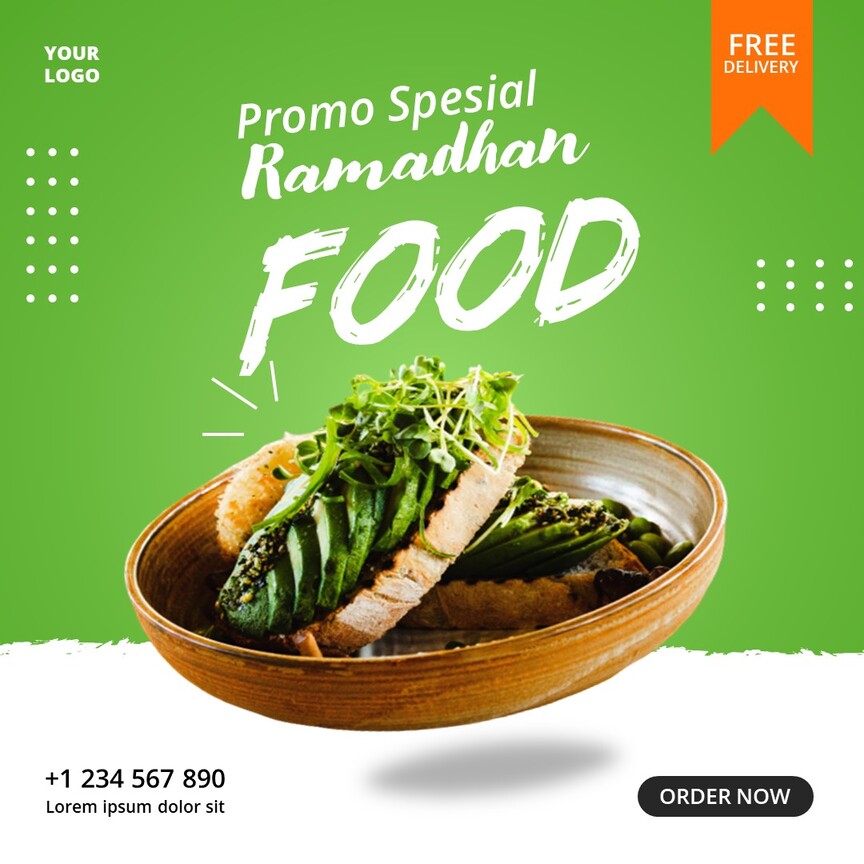 YOUR
LOGO
FREE
DELIVERY
Promo Spesial
Ramadhan
FOOD
+1 234 567 890
Lorem ipsum dolor sit
ORDER NOW